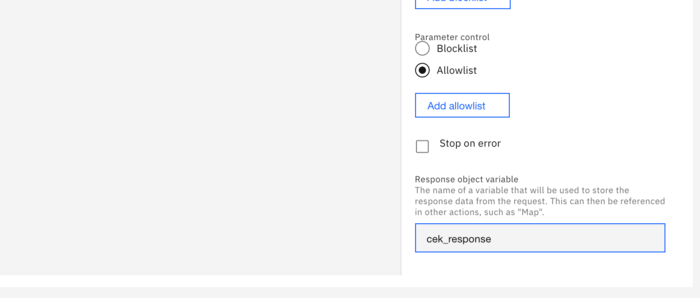 Parameter control
Blocklist
Allowlist
Add allowlist
Stop on error
Response object variable
The name of a variable that will be used to store the
response data from the request. This can then be referenced
in other actions, such as "Map".
cek_response